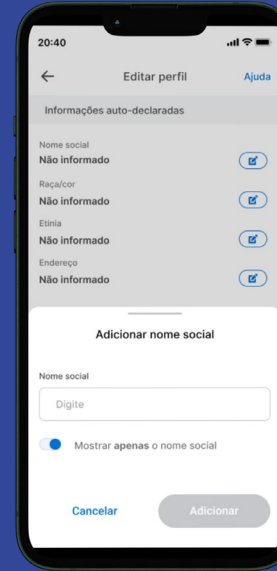 20:40
Editar perfil
Ajuda
Informações auto-declaradas
Nome social
Não informado
Raça/cor
Não informado
Etinia
Não informado
Endereço
Não informado
Adicionar nome social
Nome social
Digite
Mostrar apenas o nome social
Cancelar
Adicionar